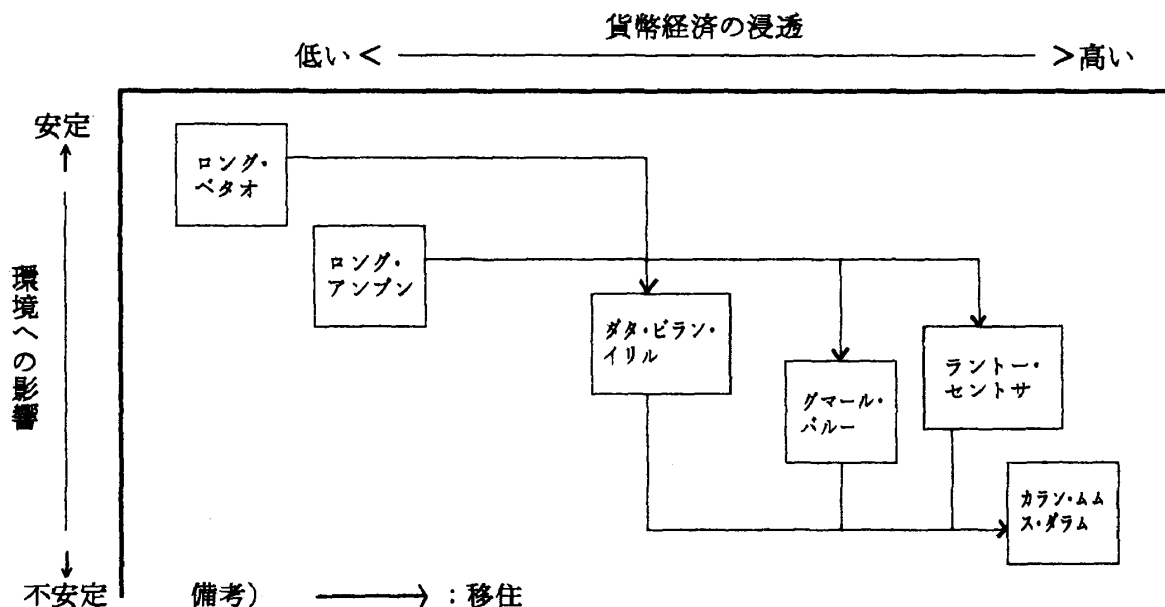 貨幣経済の浸透
低い< ―――― >高い
安定
環境への影響
不安定
ロング・
ベタオ
ロング・
アンプン
ダタ・ビラン・
イリル
グマール・
バルー
ラントー・
セントサ
カラン・ムム
ス・ダラム
備考) ――→ :移住